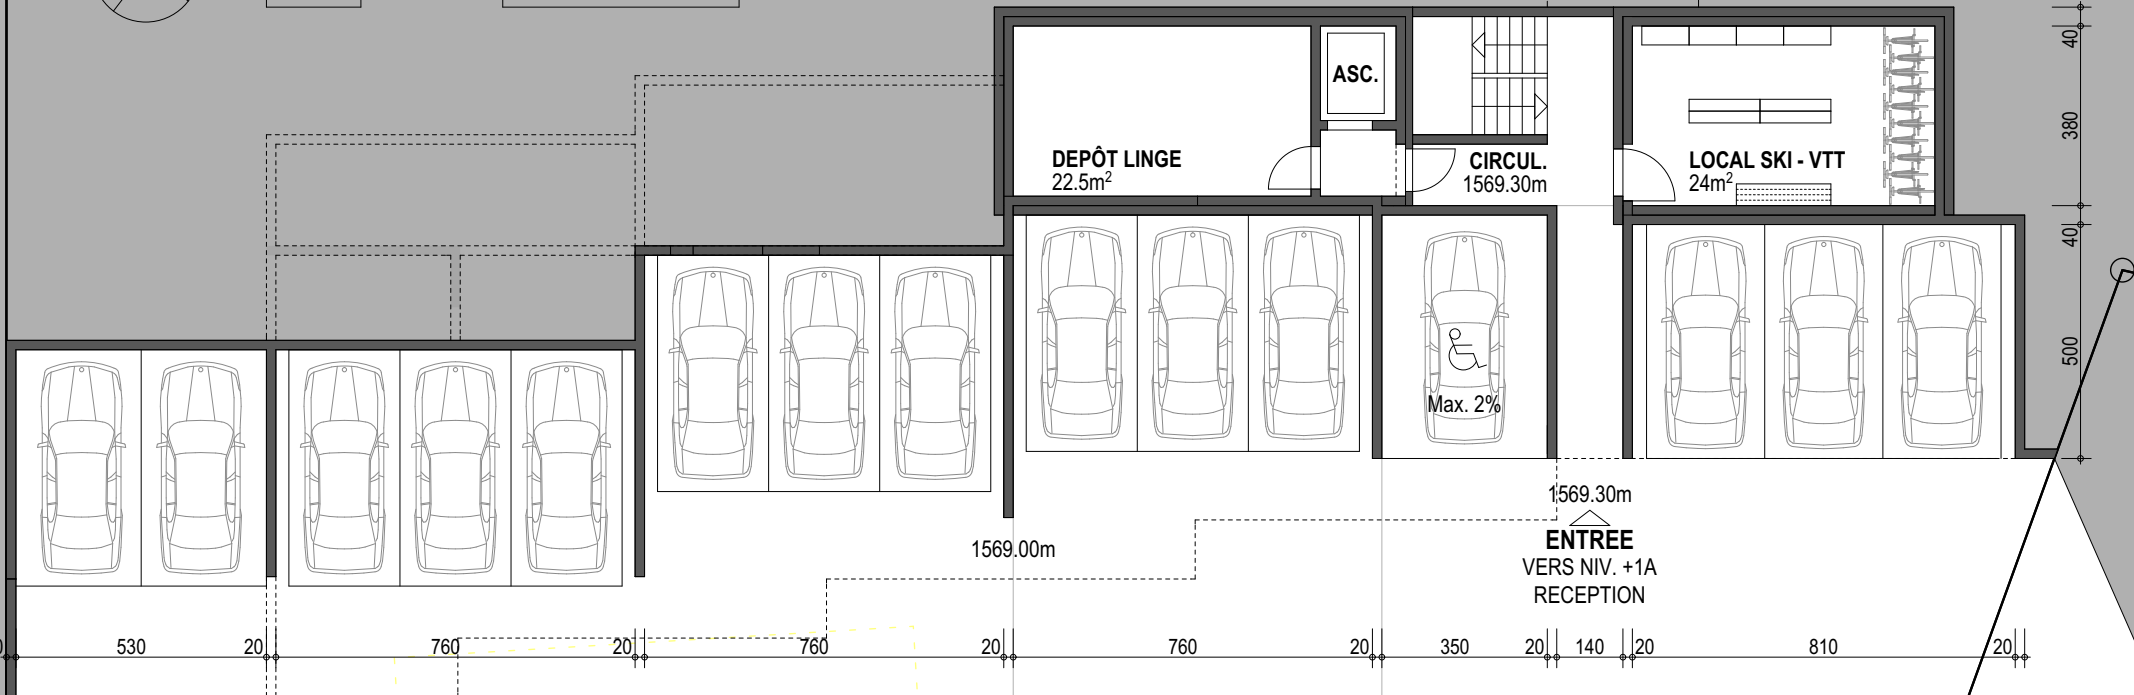 ASC.
DEPÔT LINGE
22.5m²
CIRCUL.
1569.30m
LOCAL SKI - VTT
24m²
40
380
40
500
Max. 2%
1569.30m
ENTREE
VERS NIV. +1A
RECEPTION
1569.00m
530
20
760
20
760
20
760
20
350
20
140
20
810
20